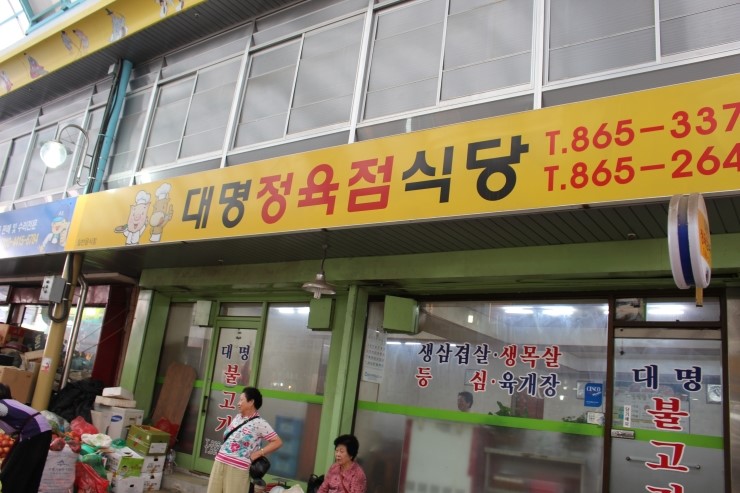 대명정육점식당
T.865-337
T.865-264
생삼겹살·생목살
등 심·육개장
대 명
불고기
대 명
불고
CESCO